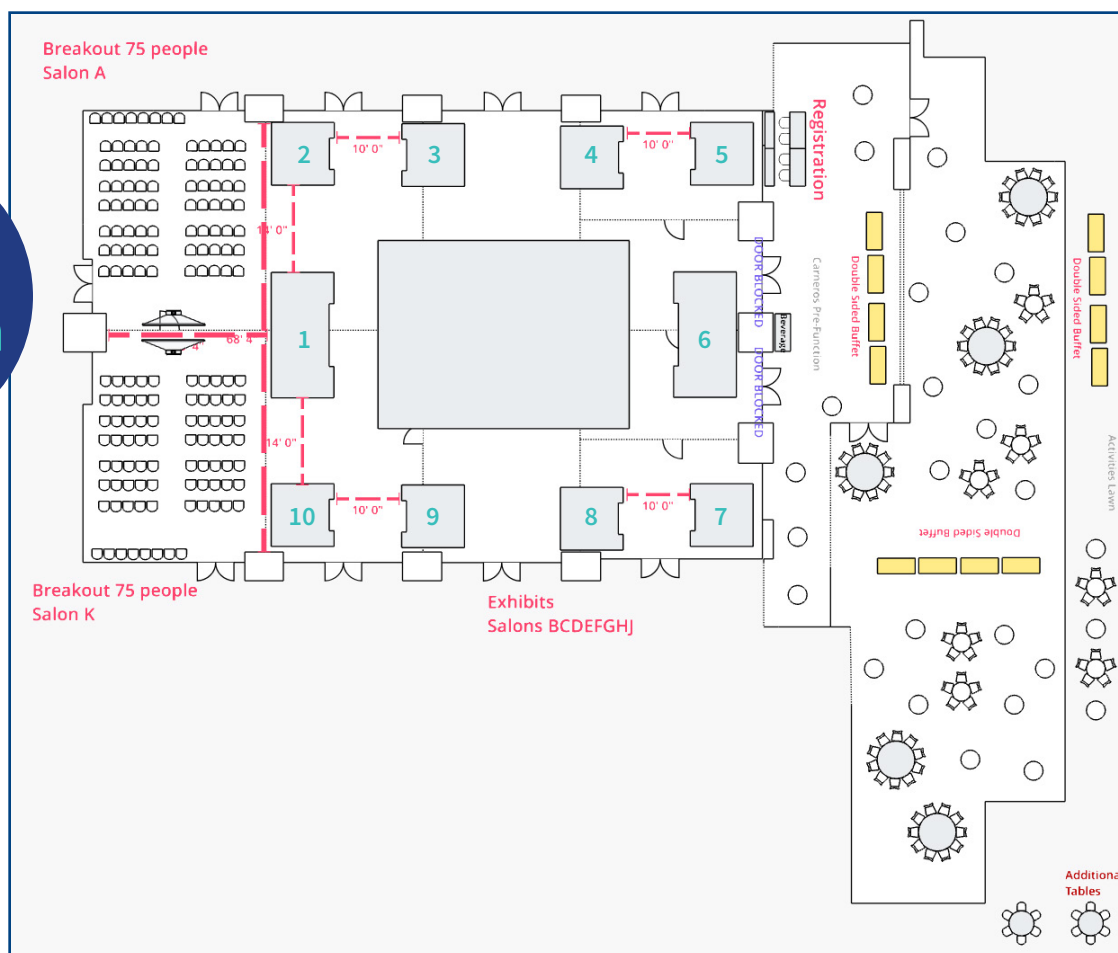 Breakout 75 people
Salon A
2
10' 0"
3
4
10' 0"
5
Registration
14' 0"
1
68' 4
4"
6
DOOR BLOCKED
DOOR BLOCKED
Beverage
Carneros Pre-Function
Double Sided Buffet
Double Sided Buffet
Activities Lawn
14' 0"
10
10' 0"
9
8
10' 0"
7
Double Sided Buffet
Breakout 75 people
Salon K
Exhibits
Salons BCDEFGHJ
Additiona
Tables